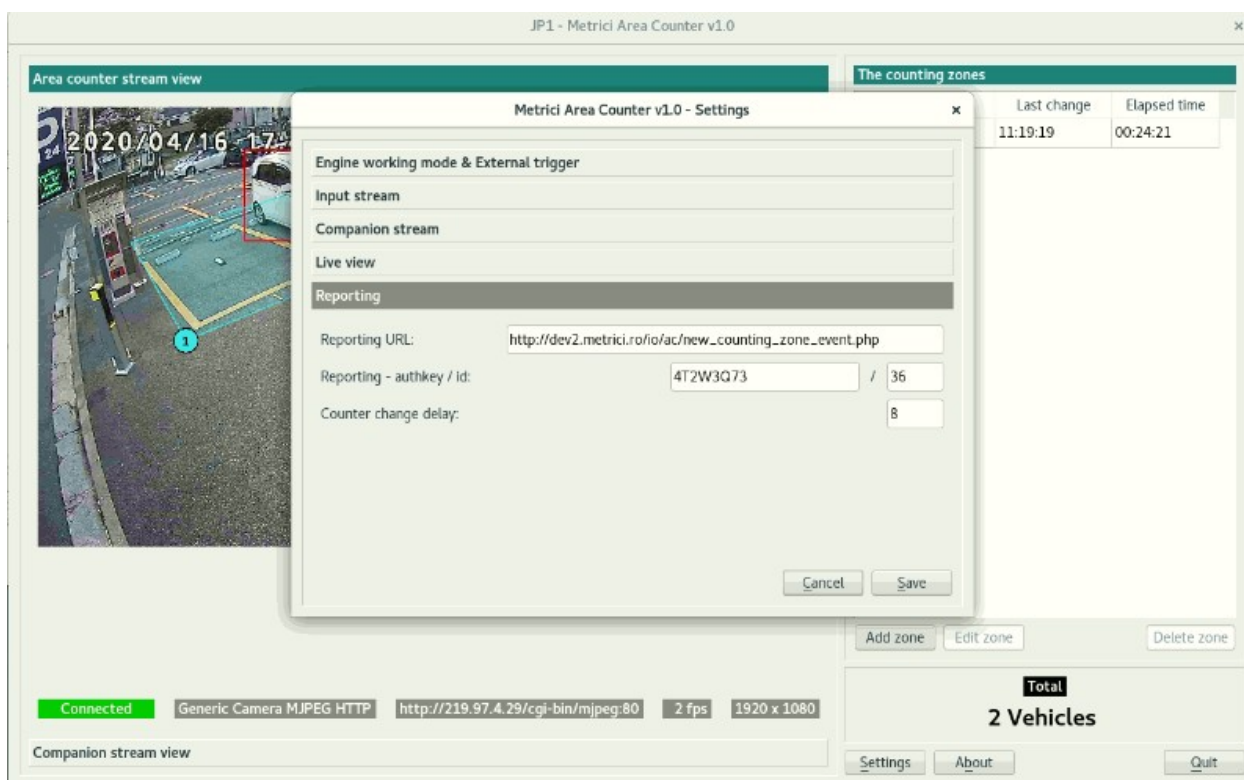 JP1 - Metrici Area Counter v1.0
×
Area counter stream view
24
2020/04/16 17:
1
Metrici Area Counter v1.0 - Settings
×
Engine working mode & External trigger
Input stream
Companion stream
Live view
Reporting
Reporting URL: http://dev2.metrici.ro/io/ac/new_counting_zone_event.php
Reporting - authkey / id: 4T2W3Q73 / 36
Counter change delay: 8
Cancel Save
The counting zones
Last change Elapsed time
11:19:19 00:24:21
Add zone Edit zone Delete zone
Connected Generic Camera MJPEG HTTP http://219.97.4.29/cgi-bin/mjpeg:80 2 fps 1920 x 1080
Total
2 Vehicles
Companion stream view
Settings About Quit